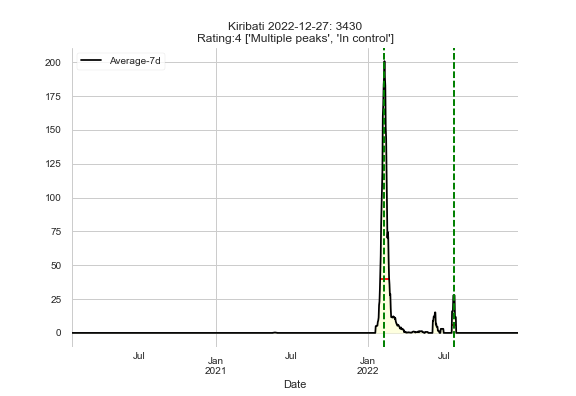 Kiribati 2022-12-27: 3430
Rating:4 ['Multiple peaks', 'In control']
Average-7d
200
175
150
125
100
75
50
25
0
Jul
Jan
2021
Jul
Jan
2022
Jul
Date